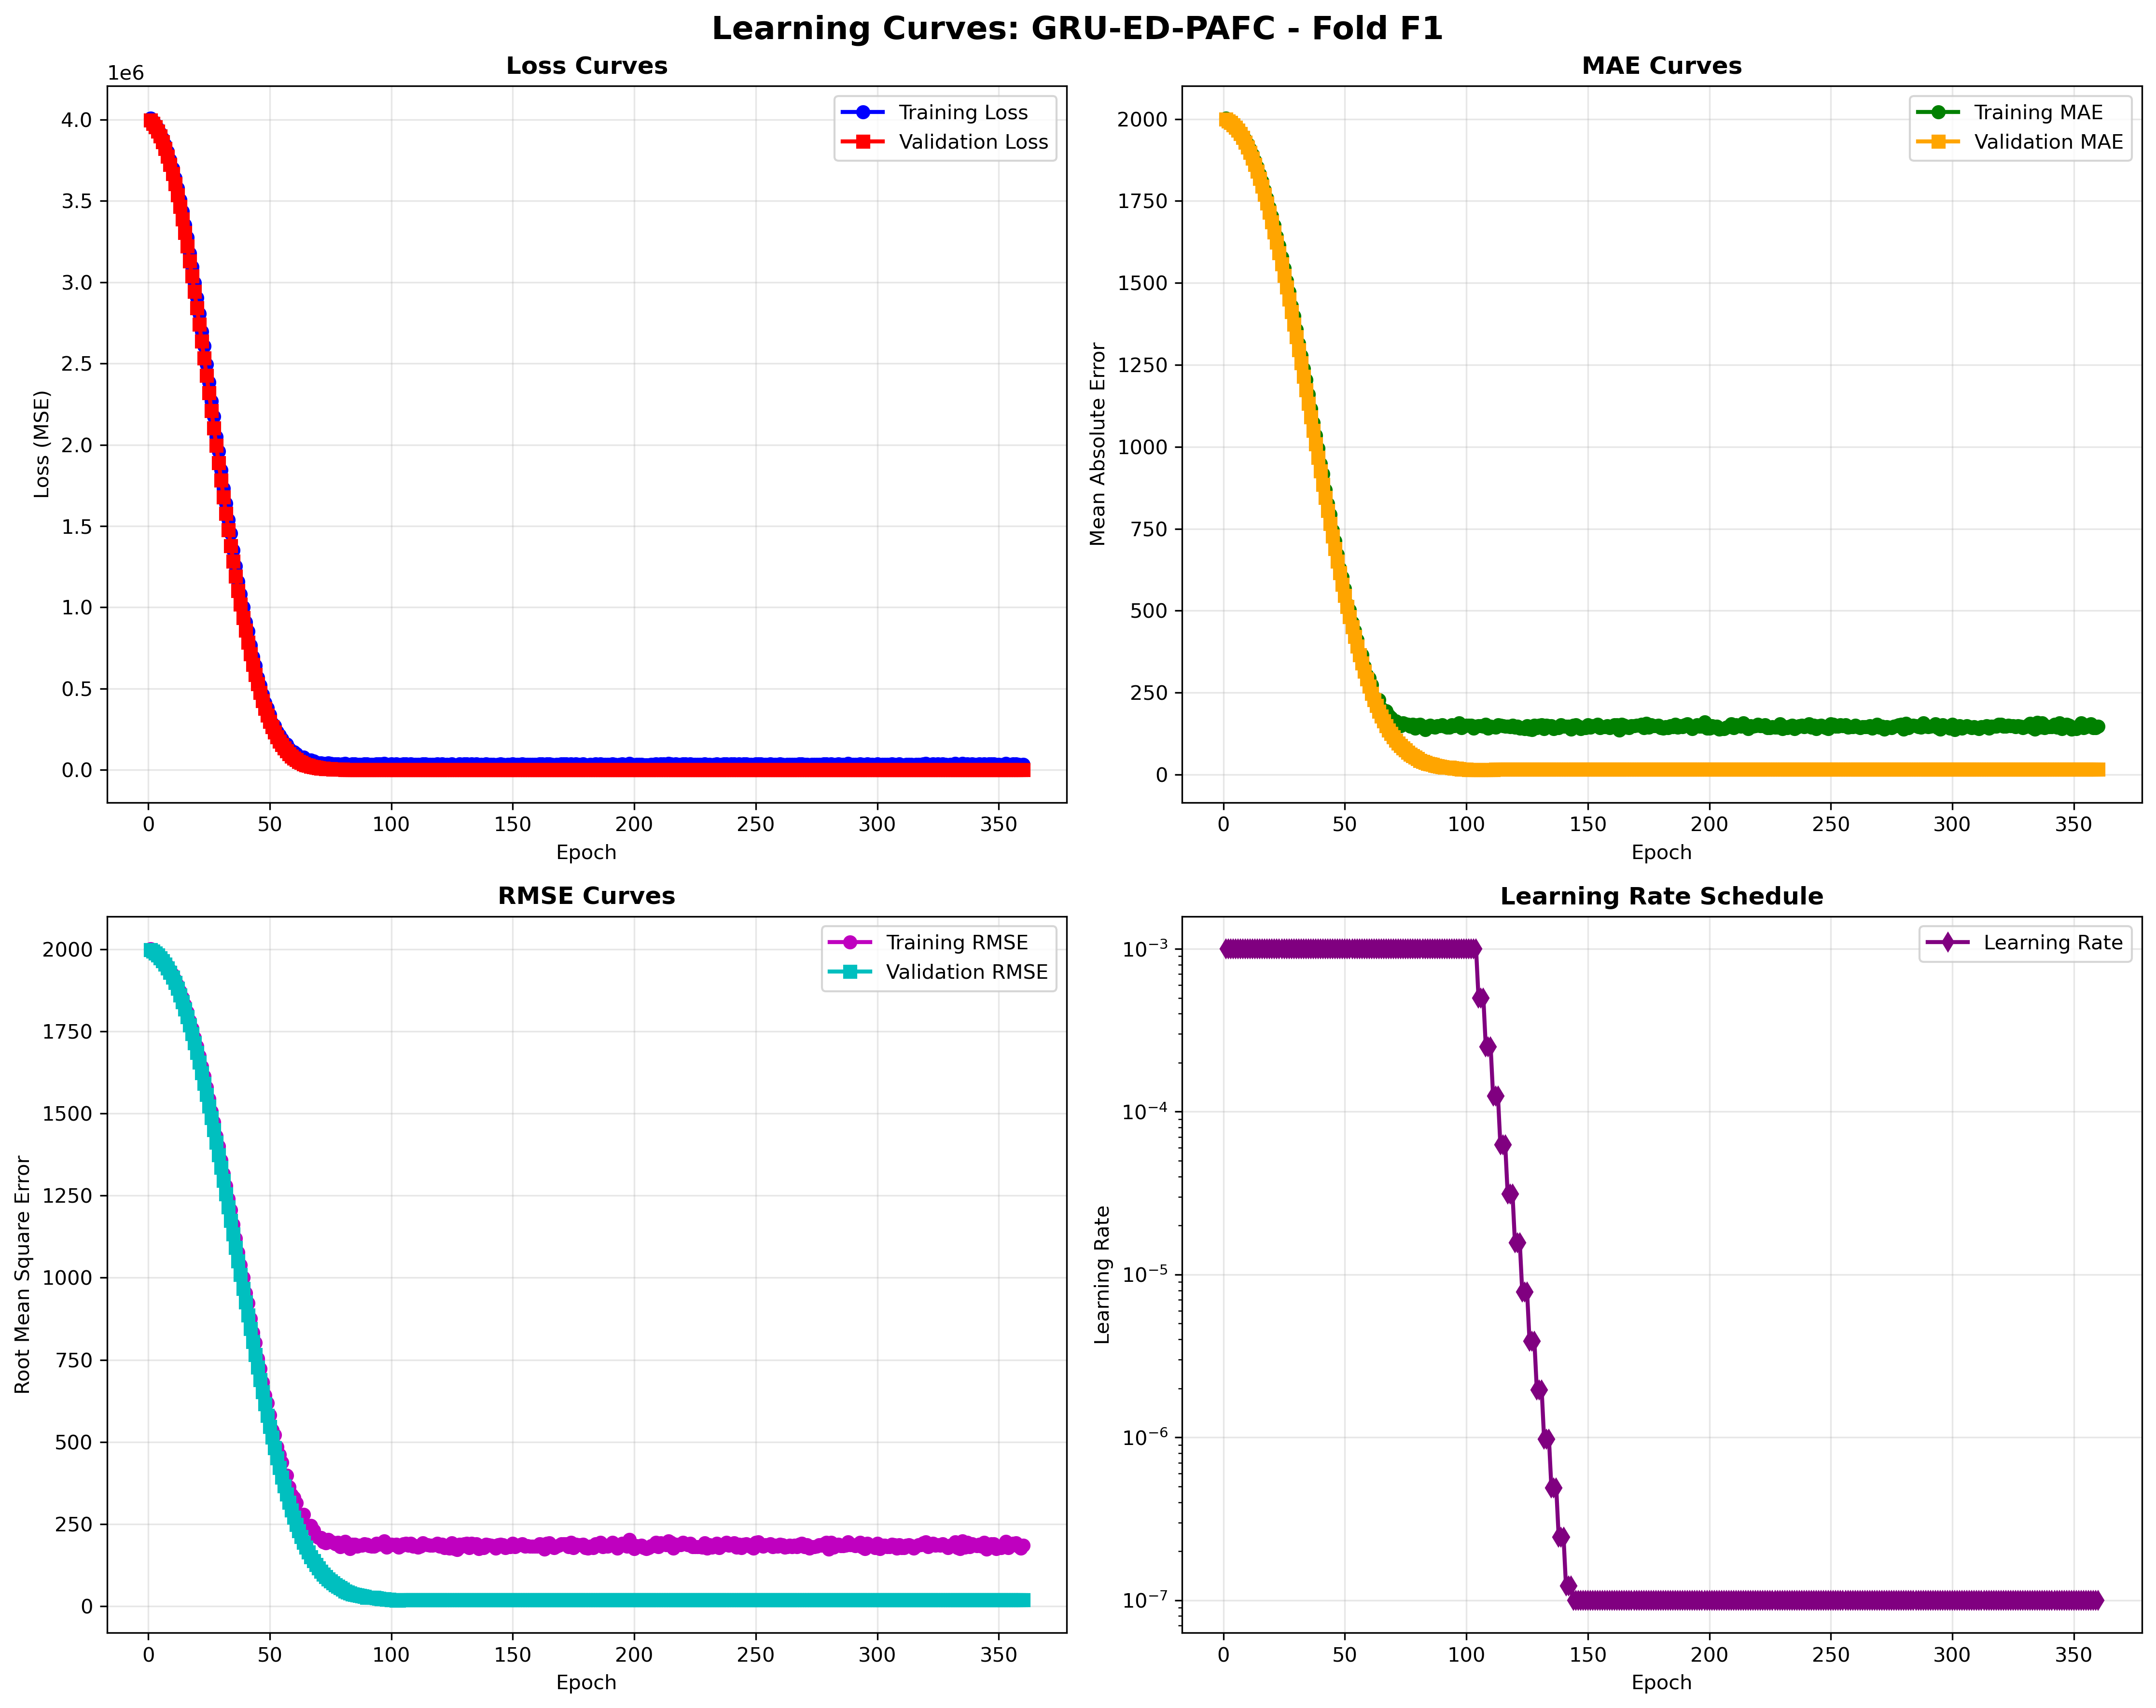 Learning Curves: GRU-ED-PAFC - Fold F1
Loss Curves
1e6
Training Loss
Validation Loss
4.0
3.5
3.0
2.5
2.0
1.5
1.0
0.5
0.0
Loss (MSE)
0 50 100 150 200 250 300 350
Epoch
MAE Curves
Training MAE
Validation MAE
2000
1750
1500
1250
1000
750
500
250
0
Mean Absolute Error
0 50 100 150 200 250 300 350
Epoch
RMSE Curves
Training RMSE
Validation RMSE
2000
1750
1500
1250
1000
750
500
250
0
Root Mean Square Error
0 50 100 150 200 250 300 350
Epoch
Learning Rate Schedule
Learning Rate
10⁻³
10⁻⁴
10⁻⁵
10⁻⁶
10⁻⁷
Learning Rate
0 50 100 150 200 250 300 350
Epoch